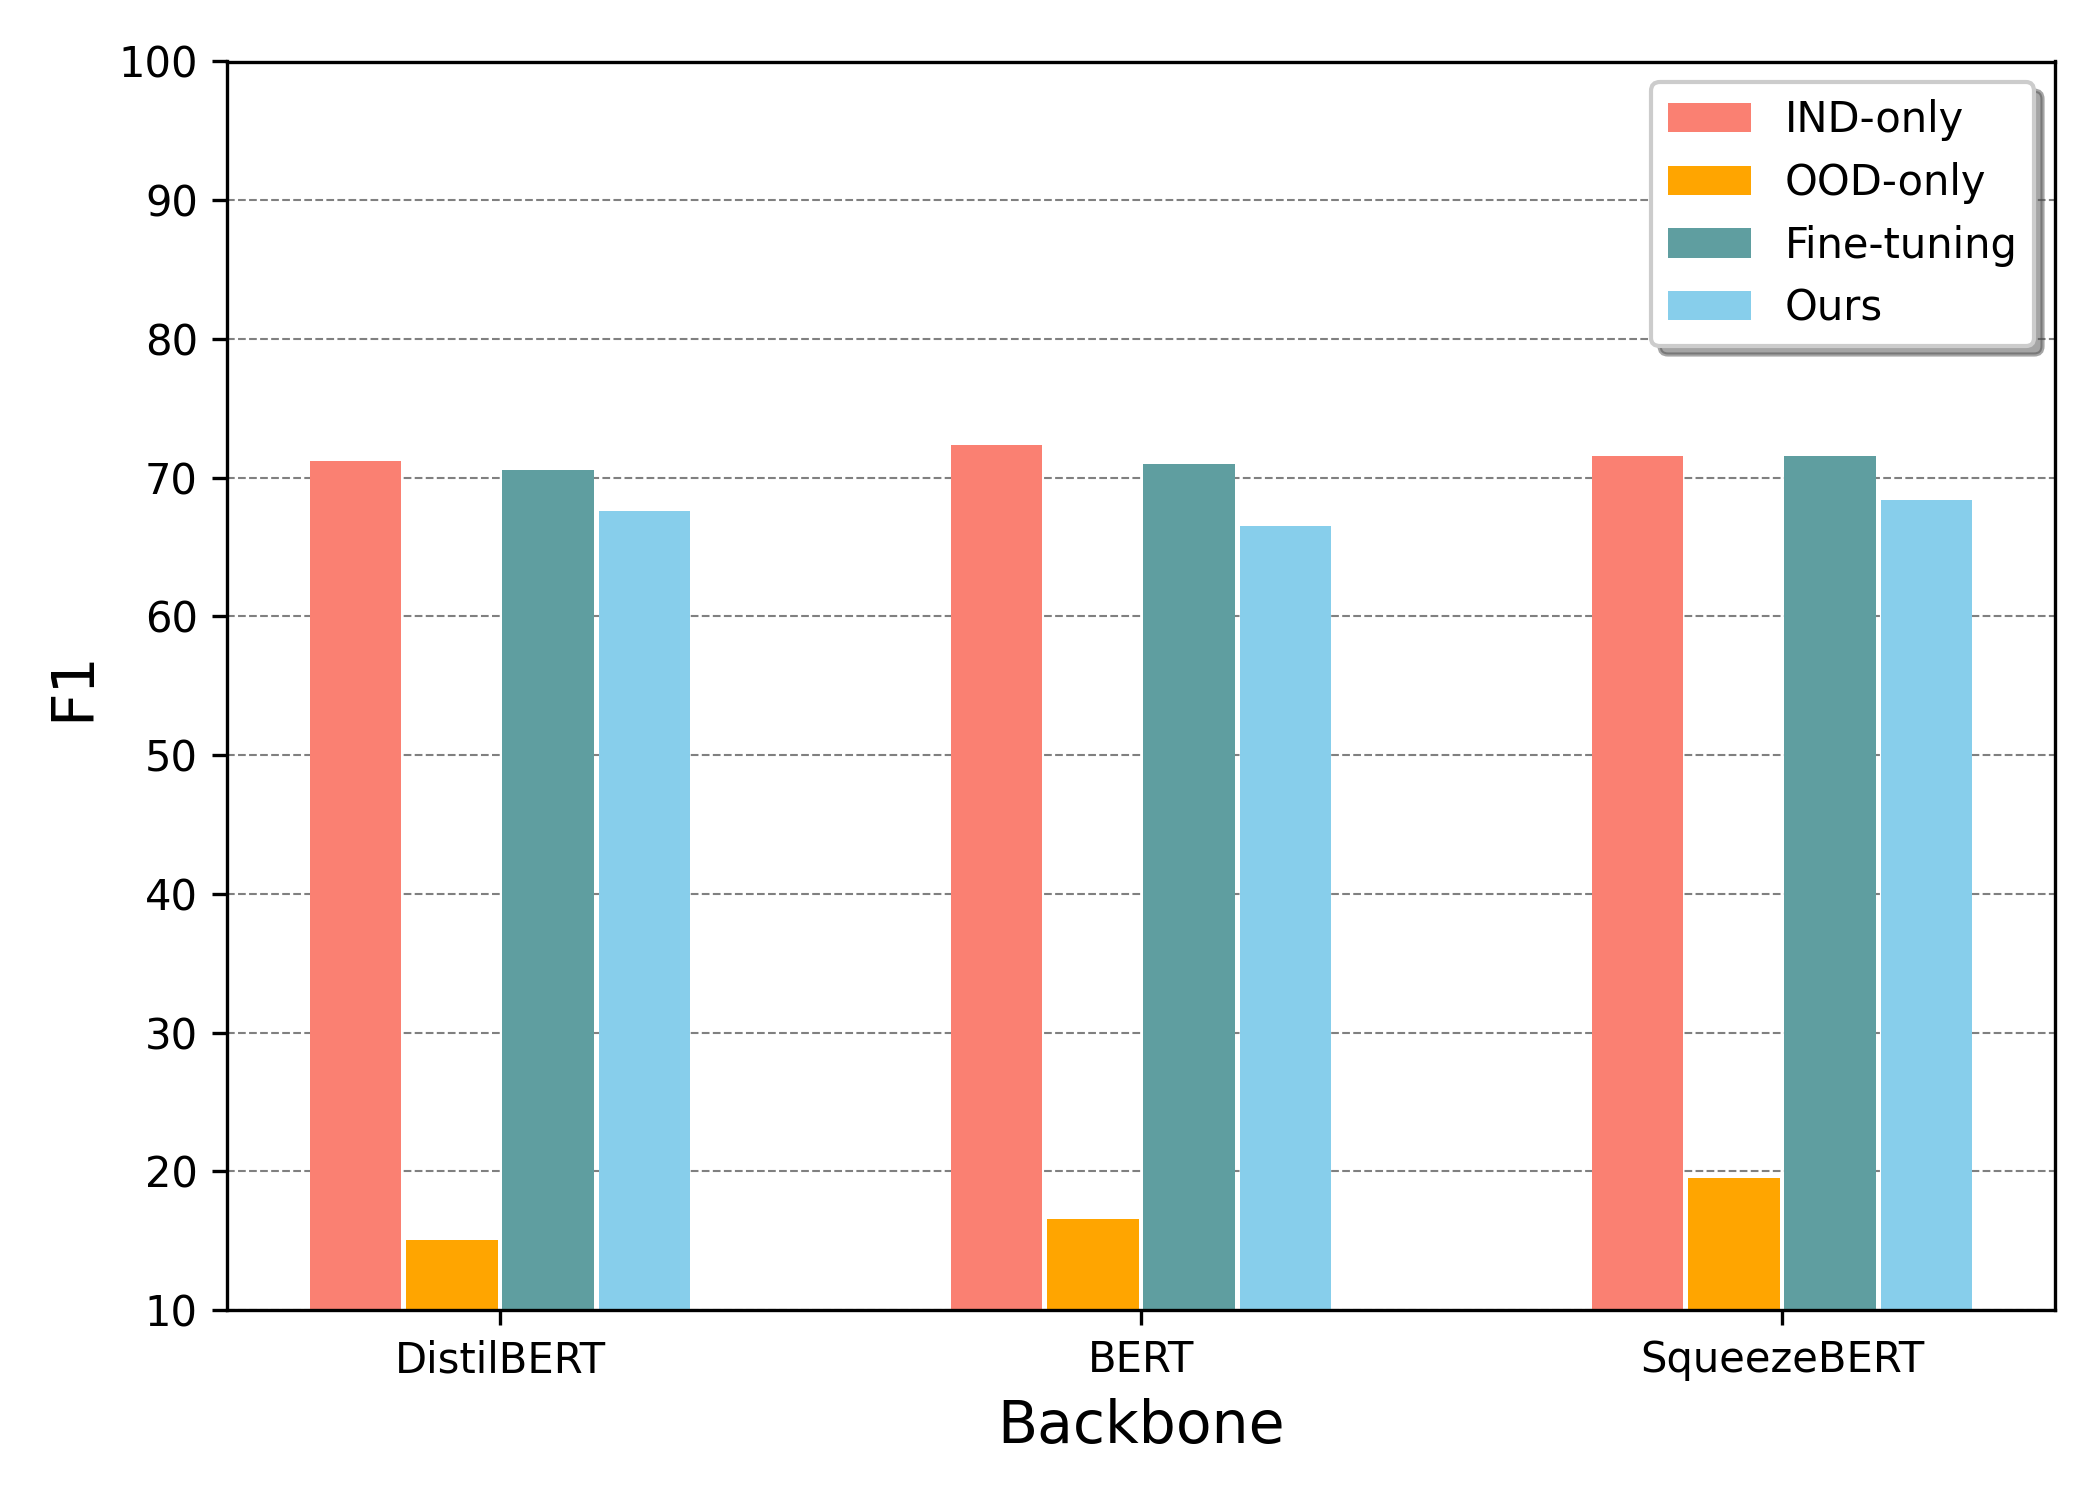 100
90
80
70
60
50
40
30
20
10
F1
IND-only
OOD-only
Fine-tuning
Ours
DistilBERT
BERT
SqueezeBERT
Backbone